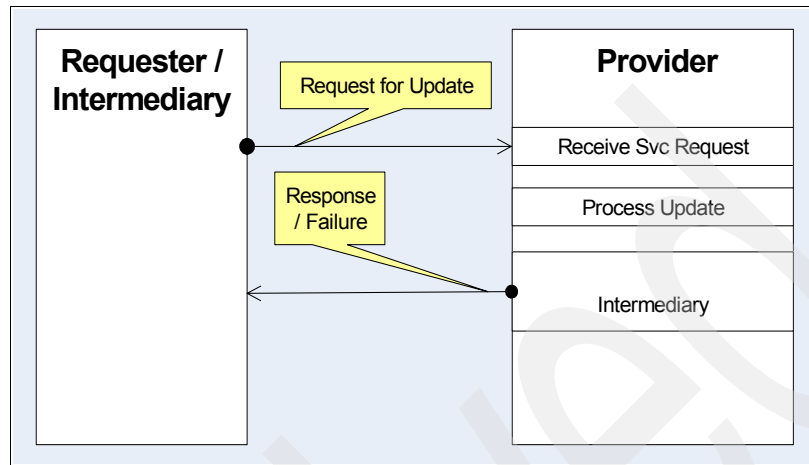 Requester /
Intermediary
Request for Update
Response
/ Failure
Provider
Receive Svc Request
Process Update
Intermediary